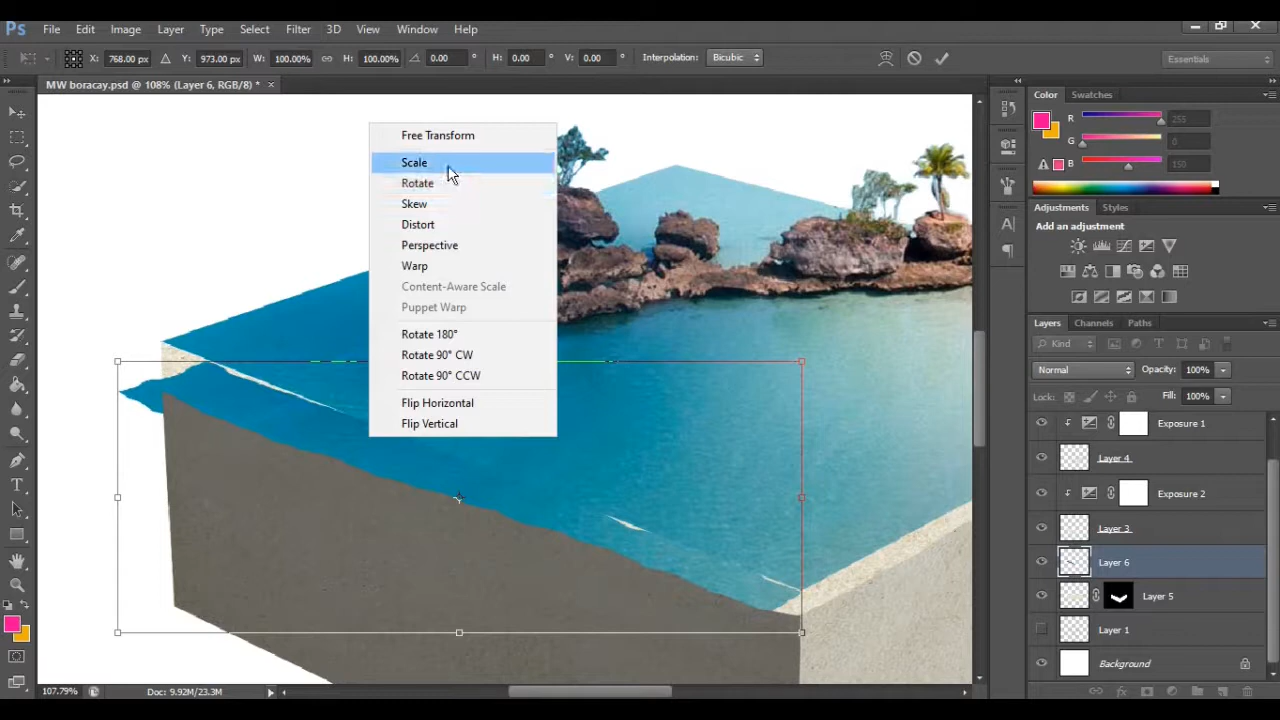 Ps File Edit Image Layer Type Select Filter 3D View Window Help
X: 768.00 px Y: 973.00 px W: 100.00% H: 100.00% 0.00 ° H: 0.00 ° V: 0.00 ° Interpolation: Bicubic Essentials
MW boracay.psd @ 108% (Layer 6, RGB/8) * ×
Free Transform
Scale
Rotate
Skew
Distort
Perspective
Warp
Content-Aware Scale
Puppet Warp
Rotate 180°
Rotate 90° CW
Rotate 90° CCW
Flip Horizontal
Flip Vertical
Color Swatches
R 255
G 0
B 150
Adjustments Styles
Add an adjustment
Layers Channels Paths
Kind
Normal Opacity: 100%
Lock: Fill: 100%
Exposure 1
Layer 4
Exposure 2
Layer 3
Layer 6
Layer 5
Layer 1
Background
107.79% Doc: 9.92M/23.3M